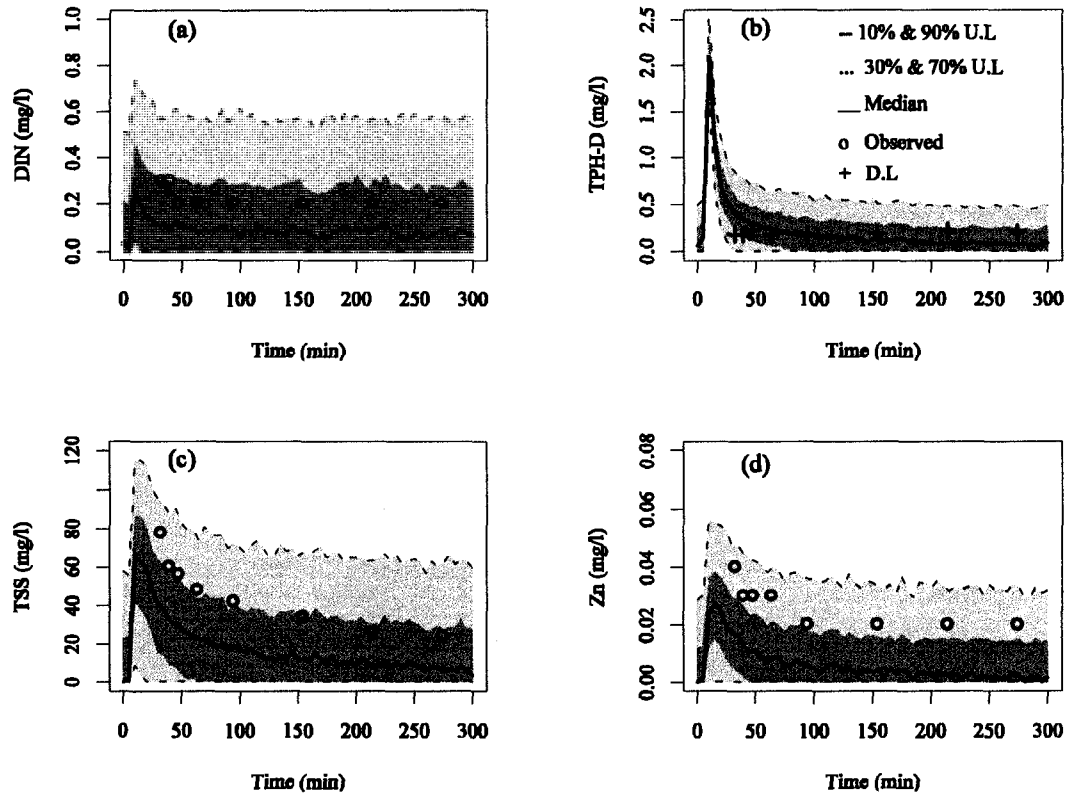 (a)
DIN (mg/l)
1.0
0.8
0.6
0.4
0.2
0.0
0 50 100 150 200 250 300
Time (min)
(b)
TPH-D (mg/l)
2.5
2.0
1.5
1.0
0.5
0.0
– 10% & 90% U.L
... 30% & 70% U.L
— Median
o Observed
+ D.L
0 50 100 150 200 250 300
Time (min)
(c)
TSS (mg/l)
120
80
60
40
20
0
0 50 100 150 200 250 300
Time (min)
(d)
Zn (mg/l)
0.08
0.06
0.04
0.02
0.00
0 50 100 150 200 250 300
Time (min)